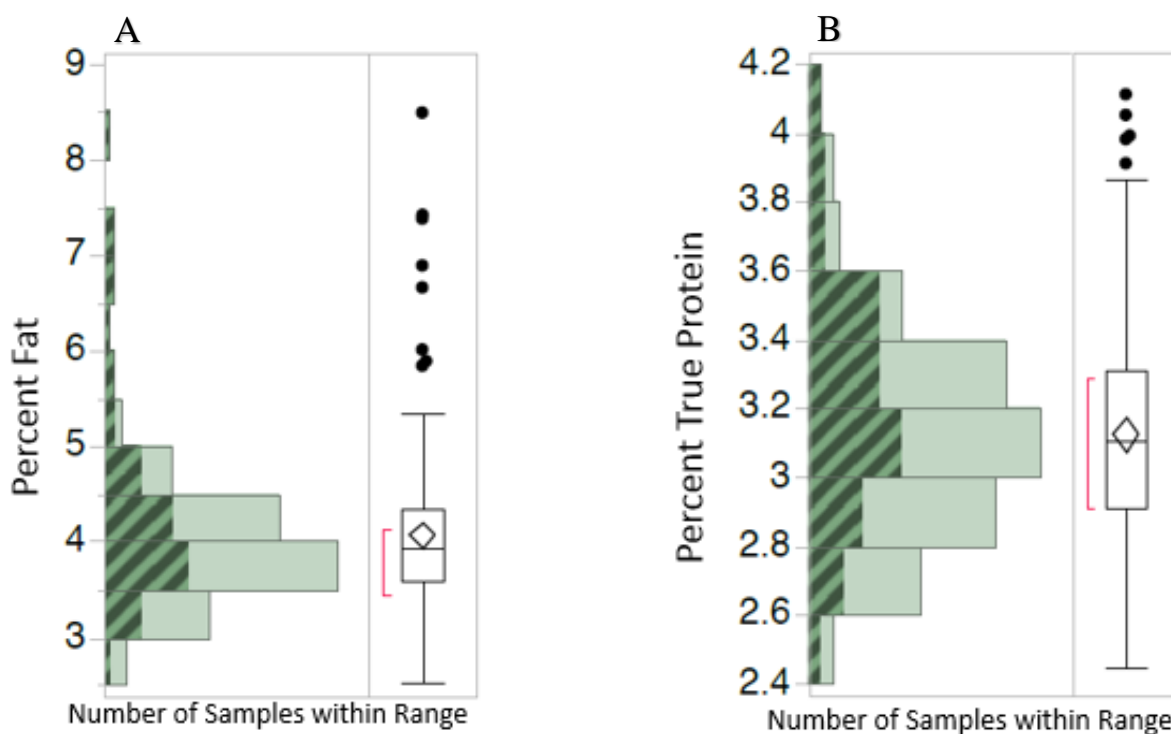 A
9
8
7
6
5
4
3
Percent Fat
Number of Samples within Range
B
4.2
4
3.8
3.6
3.4
3.2
3
2.8
2.6
2.4
Percent True Protein
Number of Samples within Range